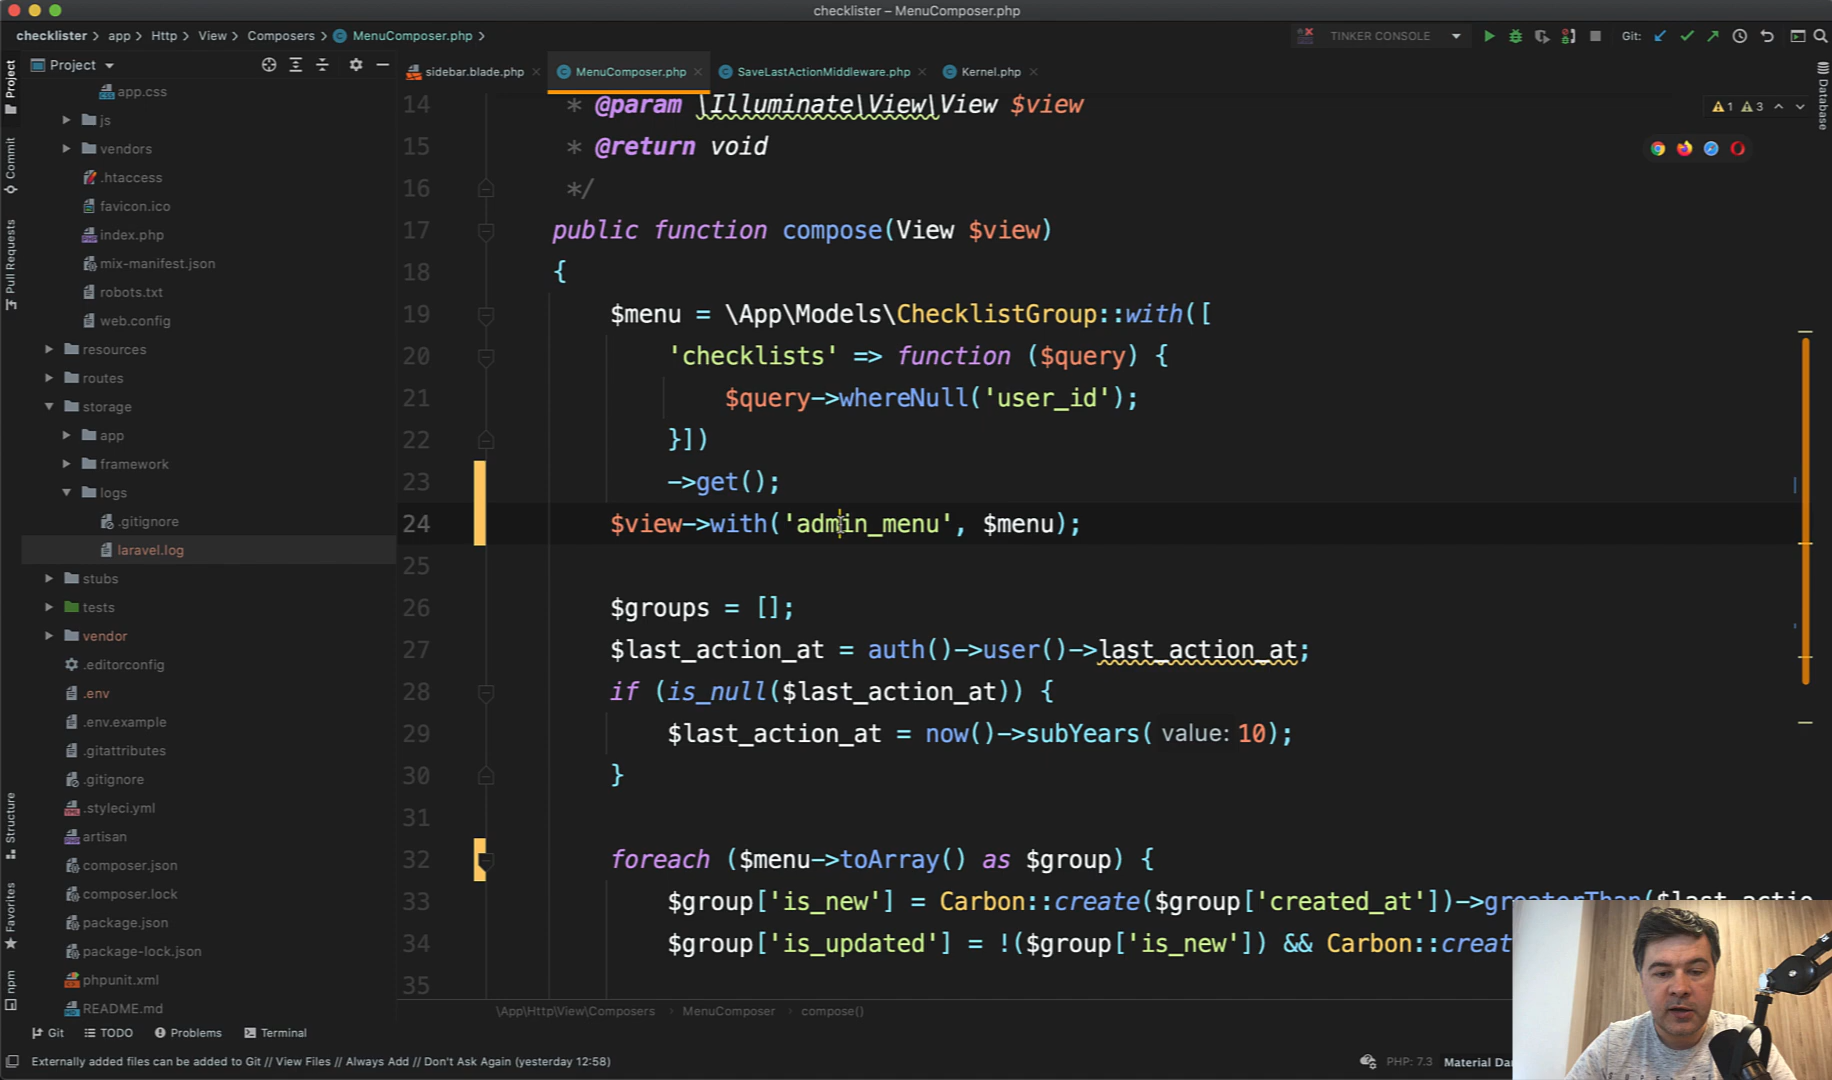 checklister – MenuComposer.php
checklister > app > Http > View > Composers > MenuComposer.php >
TINKER CONSOLE
Git:
Project
sidebar.blade.php
MenuComposer.php
SaveLastActionMiddleware.php
Kernel.php
Project
Commit
Pull Requests
Structure
Favorites
npm
Database
app.css
js
vendors
.htaccess
favicon.ico
index.php
mix-manifest.json
robots.txt
web.config
resources
routes
storage
app
framework
logs
.gitignore
laravel.log
stubs
tests
vendor
.editorconfig
.env
.env.example
.gitattributes
.gitignore
.styleci.yml
artisan
composer.json
composer.lock
package.json
package-lock.json
phpunit.xml
README.md
1 3
14 * @param \Illuminate\View\View $view
15 * @return void
16 */
17 public function compose(View $view)
18 {
19 $menu = \App\Models\ChecklistGroup::with([
20 'checklists' => function ($query) {
21 $query->whereNull('user_id');
22 }])
23 ->get();
24 $view->with('admin_menu', $menu);
25
26 $groups = [];
27 $last_action_at = auth()->user()->last_action_at;
28 if (is_null($last_action_at)) {
29 $last_action_at = now()->subYears( value: 10);
30 }
31
32 foreach ($menu->toArray() as $group) {
33 $group['is_new'] = Carbon::create($group['created_at'])->greaterThan($last_actio
34 $group['is_updated'] = !($group['is_new']) && Carbon::creat
35
\App\Http\View\Composers > MenuComposer > compose()
Git
TODO
Problems
Terminal
Externally added files can be added to Git // View Files // Always Add // Don't Ask Again (yesterday 12:58)
PHP: 7.3
Material Da